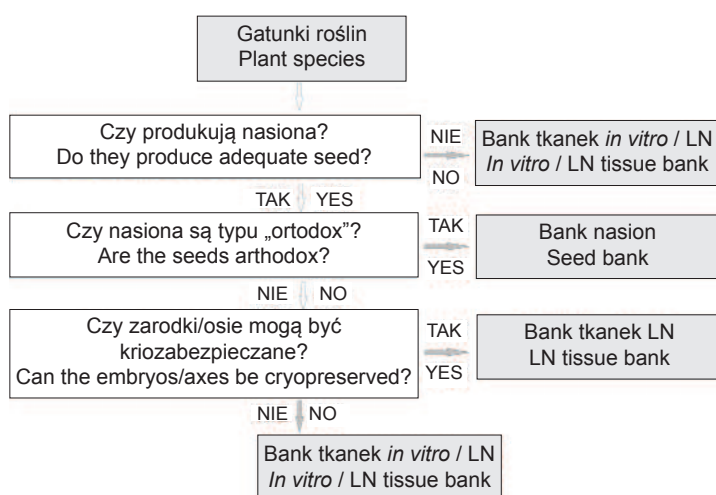 Gatunki roślin
Plant species
Czy produkują nasiona?
Do they produce adequate seed?
NIE
NO
Bank tkanek in vitro / LN
In vitro / LN tissue bank
TAK YES
Czy nasiona są typu „ortodox”?
Are the seeds arthodox?
TAK
YES
Bank nasion
Seed bank
NIE NO
Czy zarodki/osie mogą być
kriozabezpieczane?
Can the embryos/axes be cryopreserved?
TAK
YES
Bank tkanek LN
LN tissue bank
NIE NO
Bank tkanek in vitro / LN
In vitro / LN tissue bank